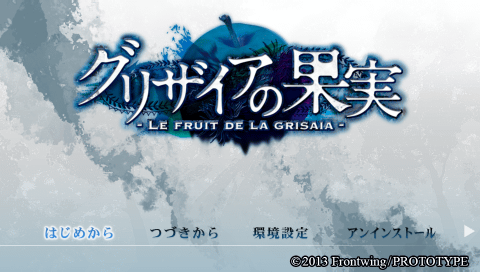 グリザイアの果実
- LE FRUIT DE LA GRISAIA -
はじめから つづきから 環境設定 アンインストール
©2013 Frontwing/PROTOTYPE